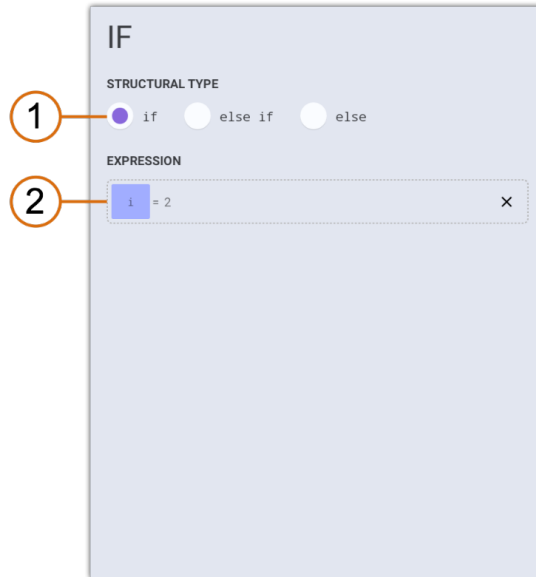 IF
STRUCTURAL TYPE
1 if else if else
EXPRESSION
2 i = 2 ×